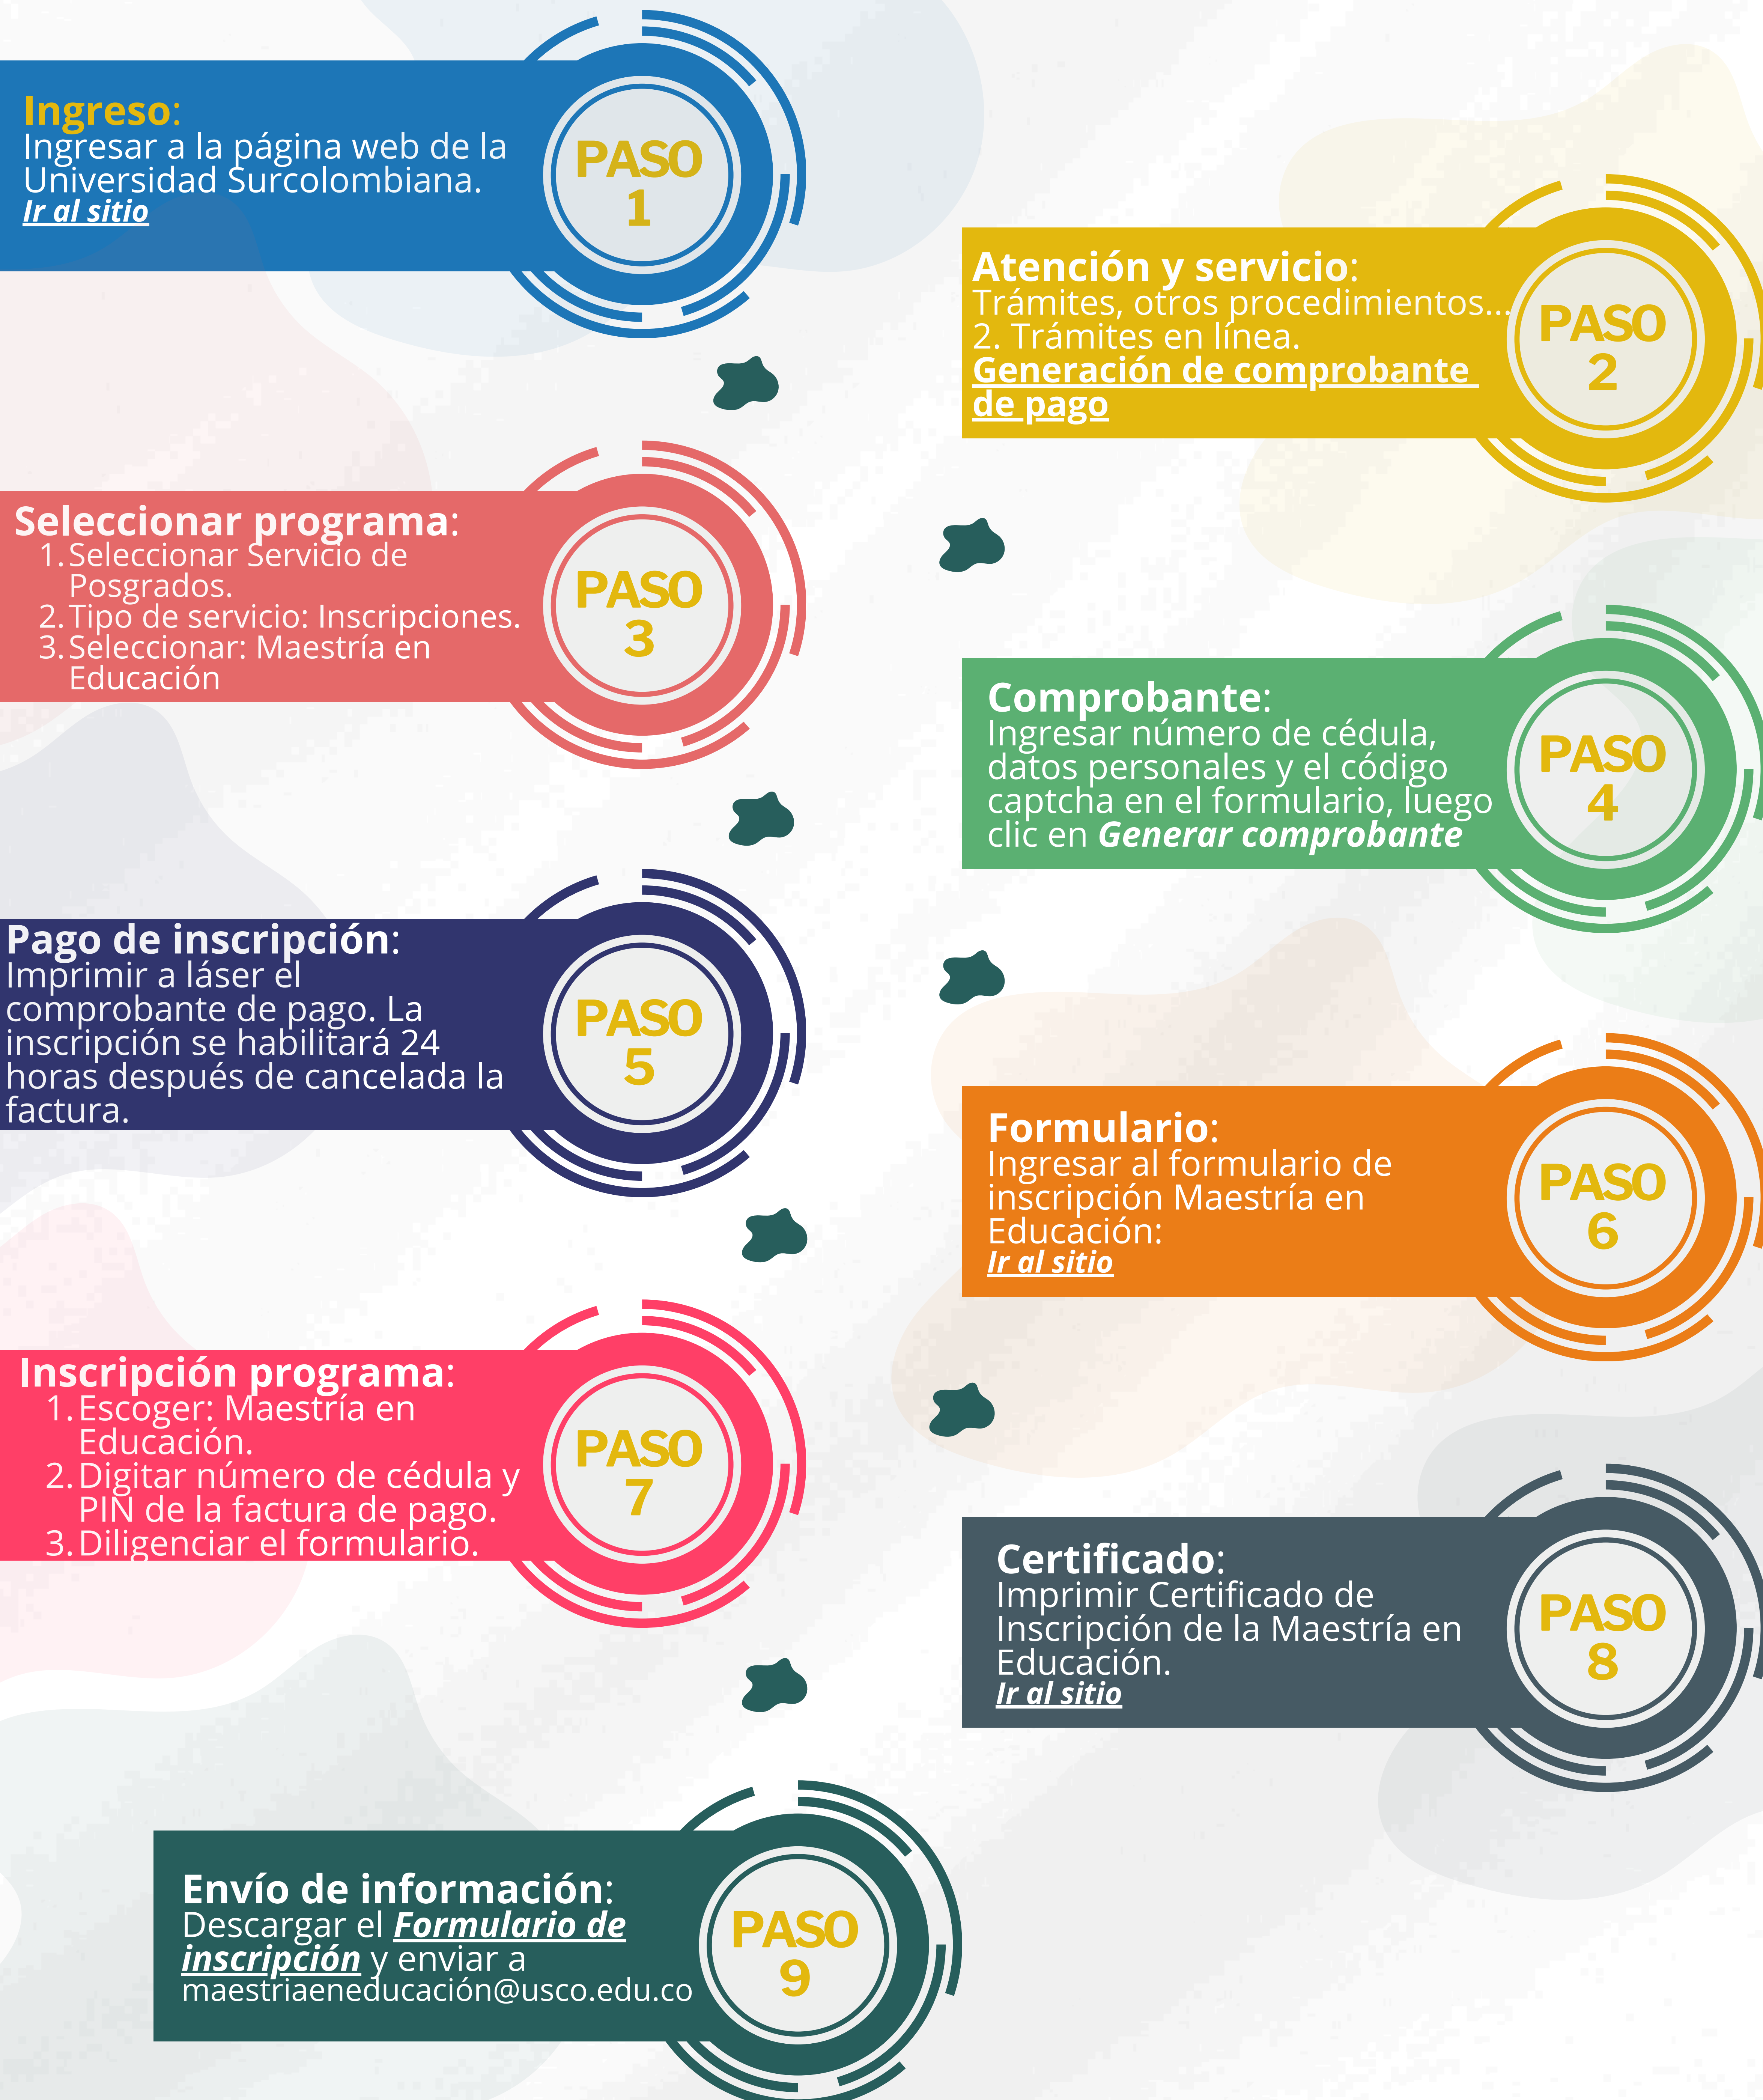 Ingreso:
Ingresar a la página web de la
Universidad Surcolombiana.
Ir al sitio
PASO
1
Atención y servicio:
Trámites, otros procedimientos...
2. Trámites en línea.
Generación de comprobante
de pago
PASO
2
Seleccionar programa:
1. Seleccionar Servicio de
Posgrados.
2. Tipo de servicio: Inscripciones.
3. Seleccionar: Maestría en
Educación
PASO
3
Comprobante:
Ingresar número de cédula,
datos personales y el código
captcha en el formulario, luego
clic en Generar comprobante
PASO
4
Pago de inscripción:
Imprimir a láser el
comprobante de pago. La
inscripción se habilitará 24
horas después de cancelada la
factura.
PASO
5
Formulario:
Ingresar al formulario de
inscripción Maestría en
Educación:
Ir al sitio
PASO
6
Inscripción programa:
1. Escoger: Maestría en
Educación.
2. Digitar número de cédula y
PIN de la factura de pago.
3. Diligenciar el formulario.
PASO
7
Certificado:
Imprimir Certificado de
Inscripción de la Maestría en
Educación.
Ir al sitio
PASO
8
Envío de información:
Descargar el Formulario de
inscripción y enviar a
maestriaeneducación@usco.edu.co
PASO
9